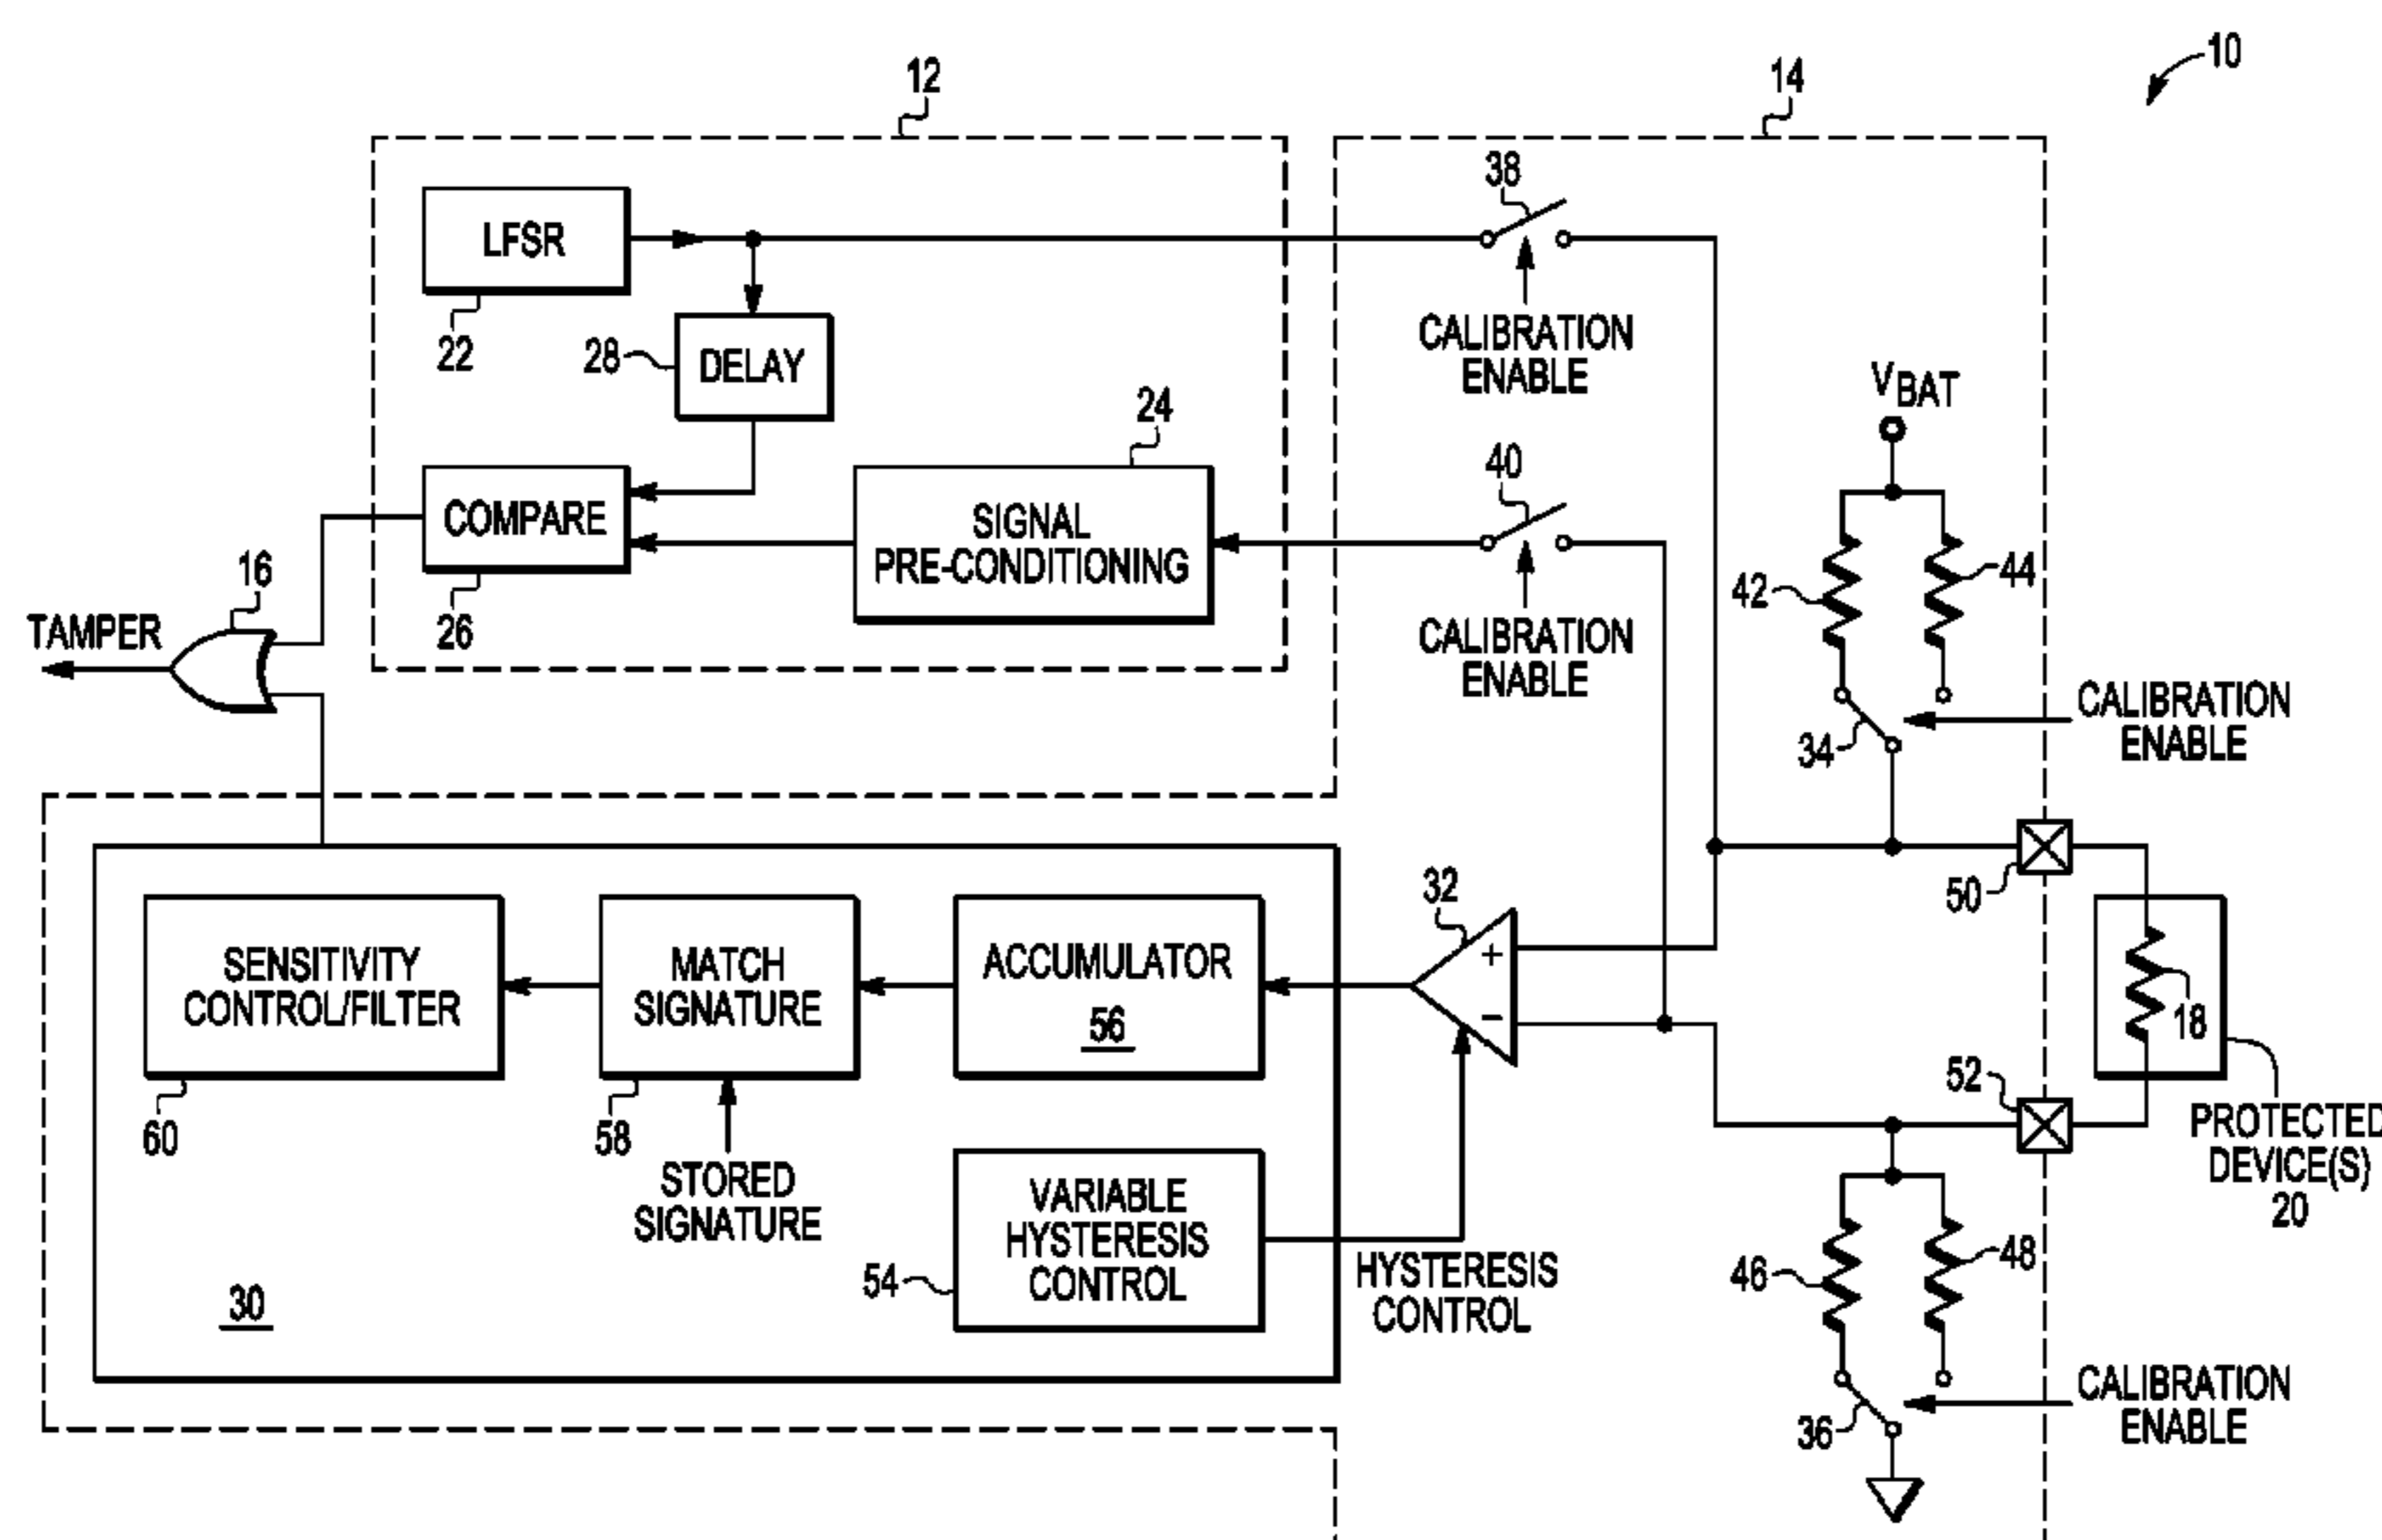 10
12
14
LFSR
22
28
DELAY
38
CALIBRATION
ENABLE
24
SIGNAL
PRE-CONDITIONING
COMPARE
26
40
CALIBRATION
ENABLE
16
TAMPER
VBAT
42
44
34
CALIBRATION
ENABLE
50
18
52
PROTECTED
DEVICE(S)
20
32
+
−
SENSITIVITY
CONTROL/FILTER
60
MATCH
SIGNATURE
58
STORED
SIGNATURE
ACCUMULATOR
56
VARIABLE
HYSTERESIS
CONTROL
54
HYSTERESIS
CONTROL
30
46
48
36
CALIBRATION
ENABLE